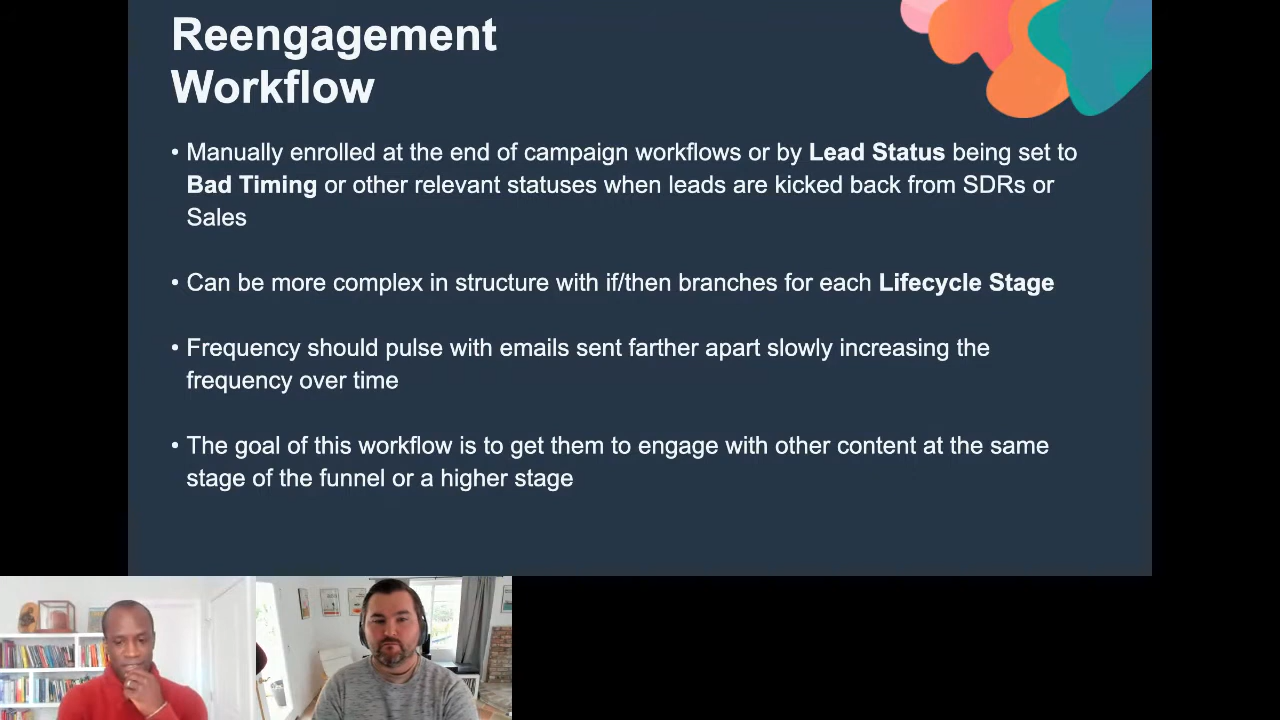 Reengagement
Workflow
• Manually enrolled at the end of campaign workflows or by Lead Status being set to
Bad Timing or other relevant statuses when leads are kicked back from SDRs or
Sales
• Can be more complex in structure with if/then branches for each Lifecycle Stage
• Frequency should pulse with emails sent farther apart slowly increasing the
frequency over time
• The goal of this workflow is to get them to engage with other content at the same
stage of the funnel or a higher stage